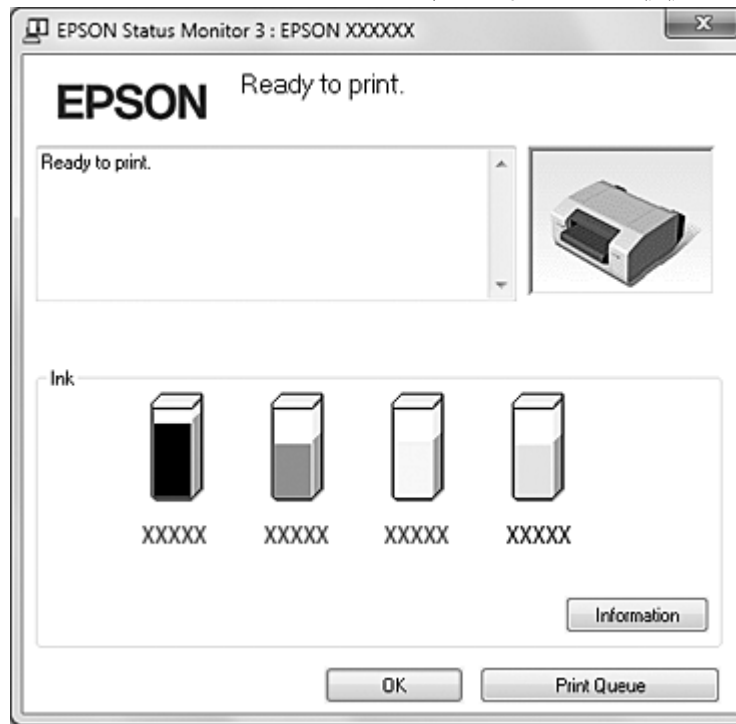 EPSON Status Monitor 3 : EPSON XXXXXX
EPSON
Ready to print.
Ready to print.
Ink
XXXXX XXXXX XXXXX XXXXX
Information
OK Print Queue